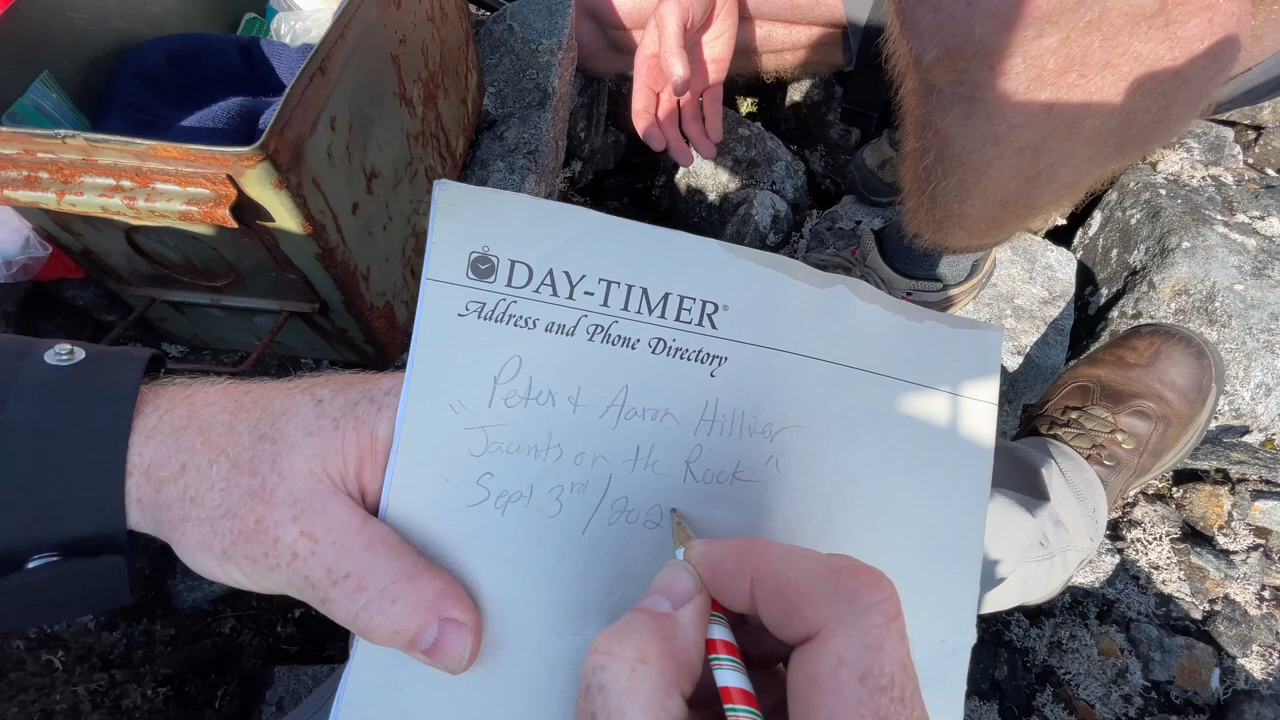 DAY-TIMER®
Address and Phone Directory
Peter & Aaron Hillier
"Jaunts on the Rock"
Sept 3rd/202